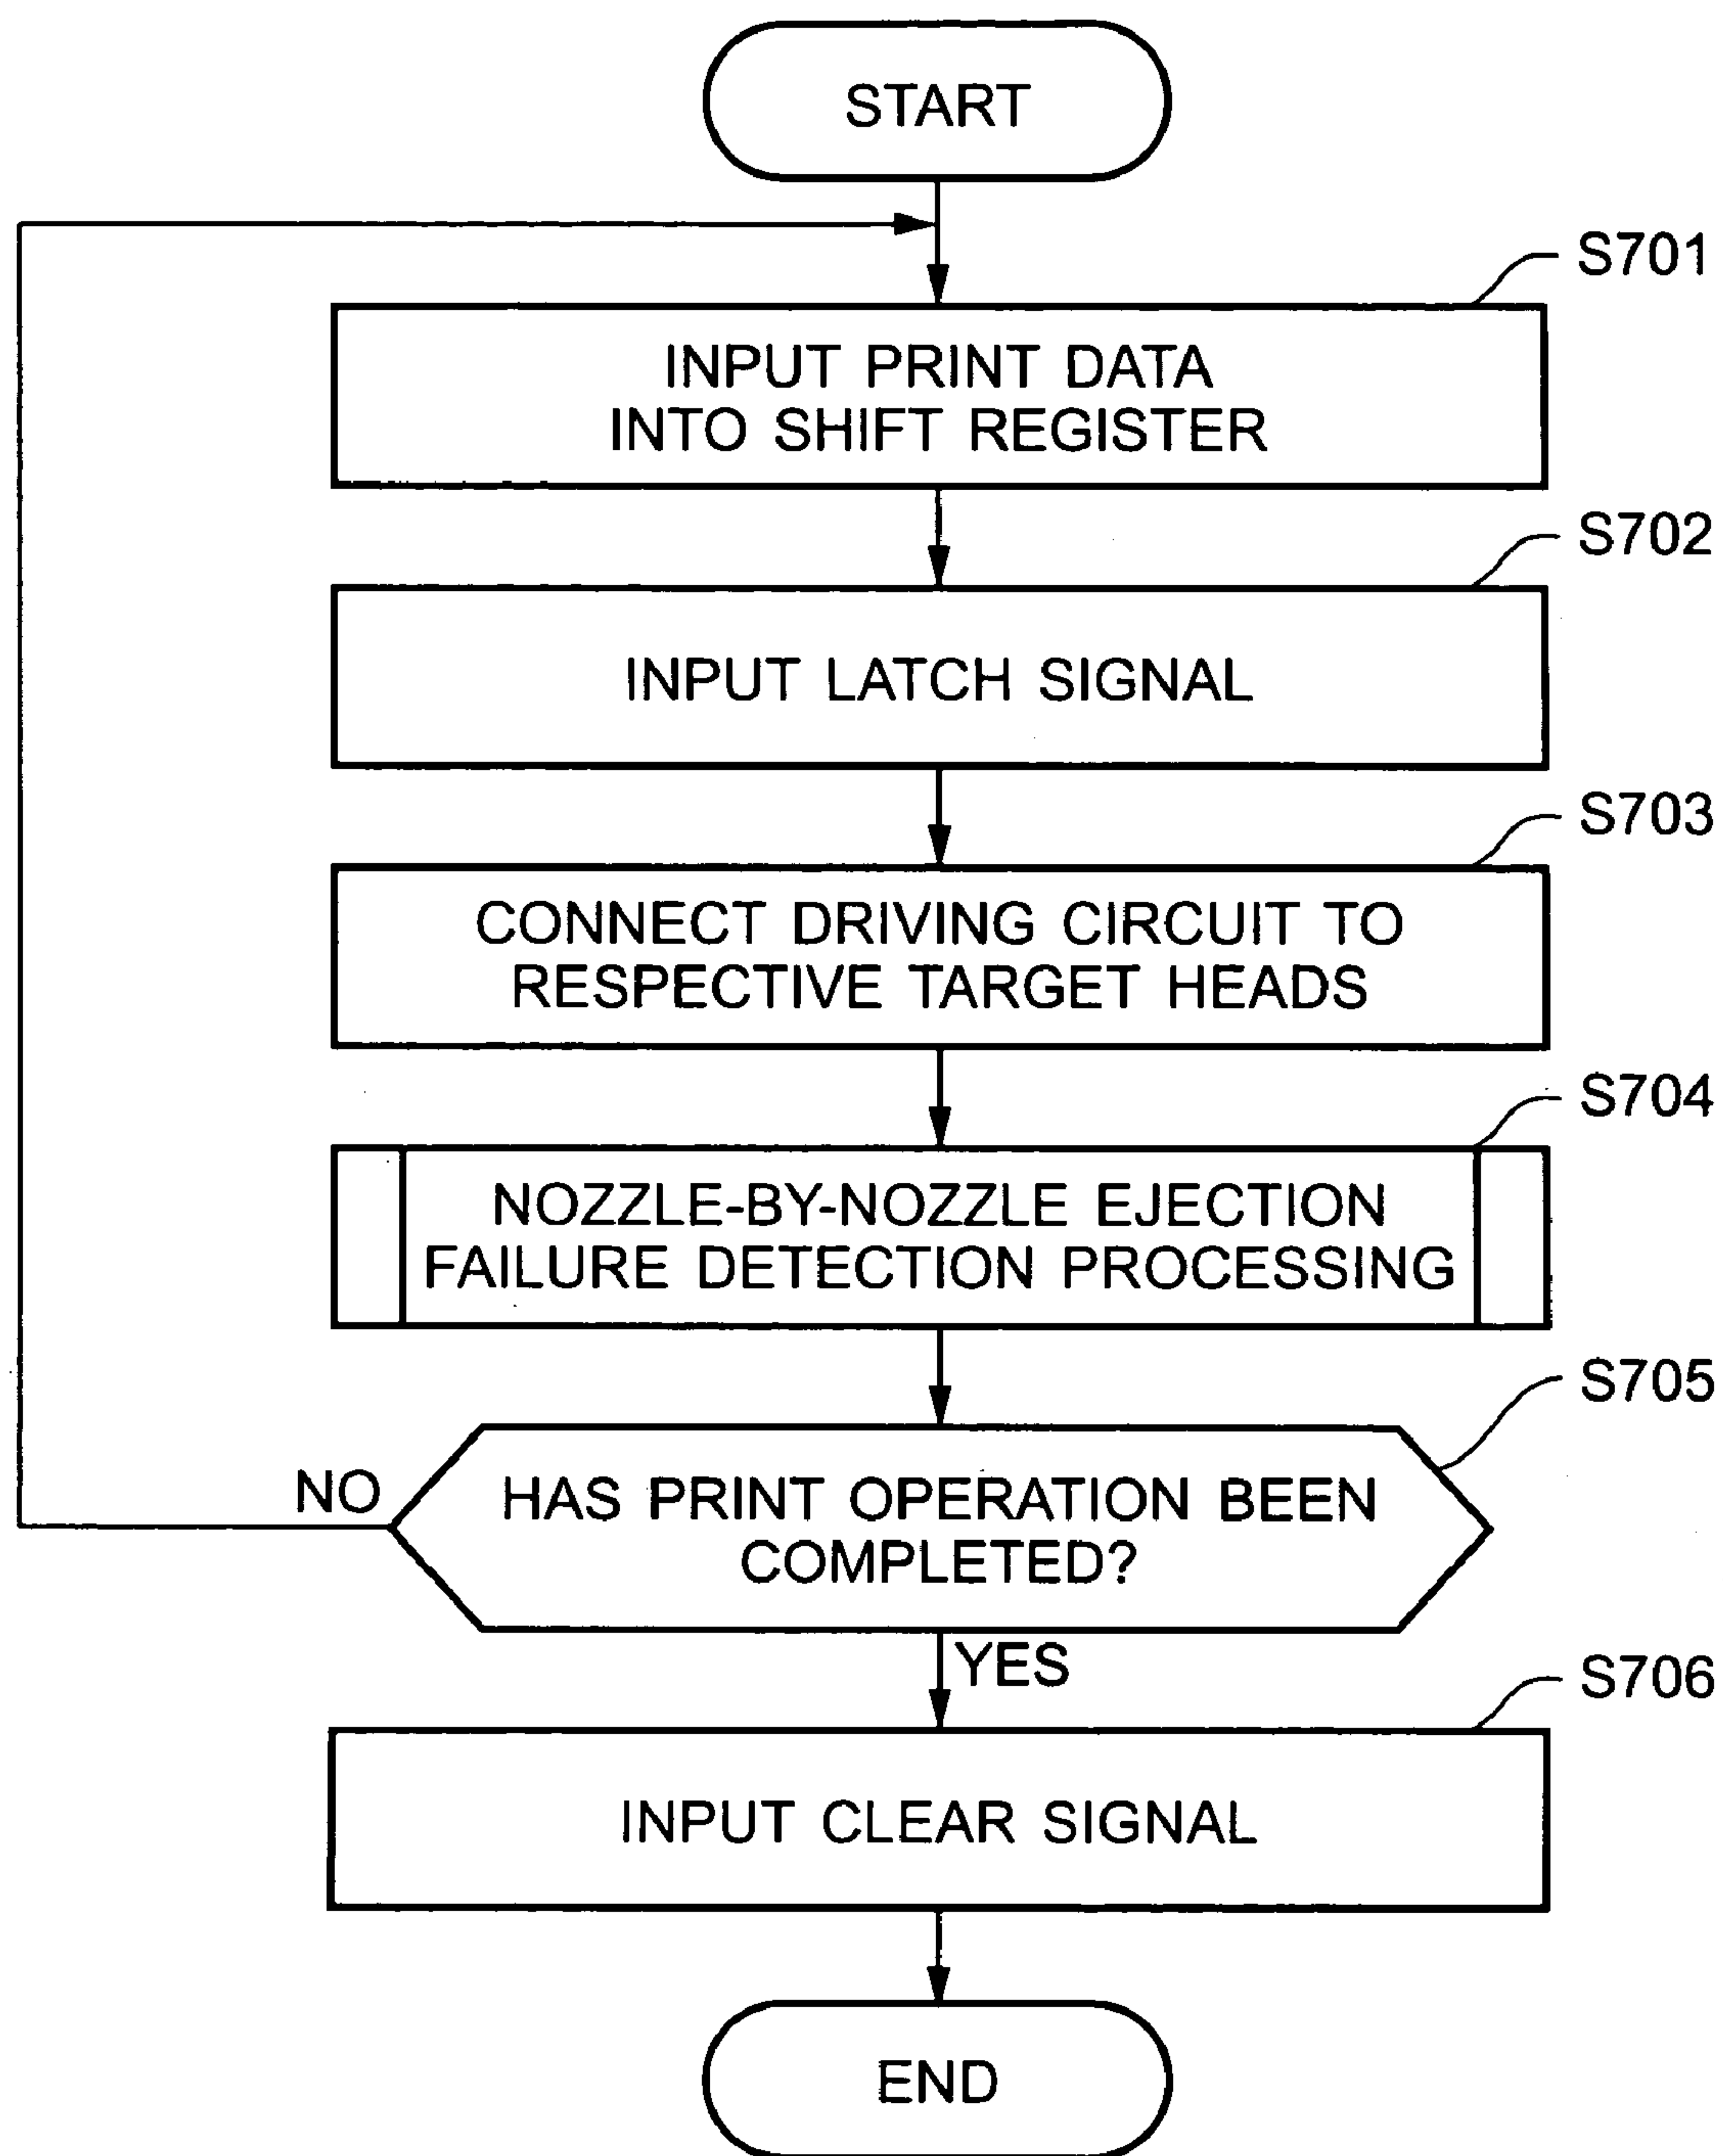 START
S701
INPUT PRINT DATA
INTO SHIFT REGISTER
S702
INPUT LATCH SIGNAL
S703
CONNECT DRIVING CIRCUIT TO
RESPECTIVE TARGET HEADS
S704
NOZZLE-BY-NOZZLE EJECTION
FAILURE DETECTION PROCESSING
S705
NO
HAS PRINT OPERATION BEEN
COMPLETED?
YES
S706
INPUT CLEAR SIGNAL
END